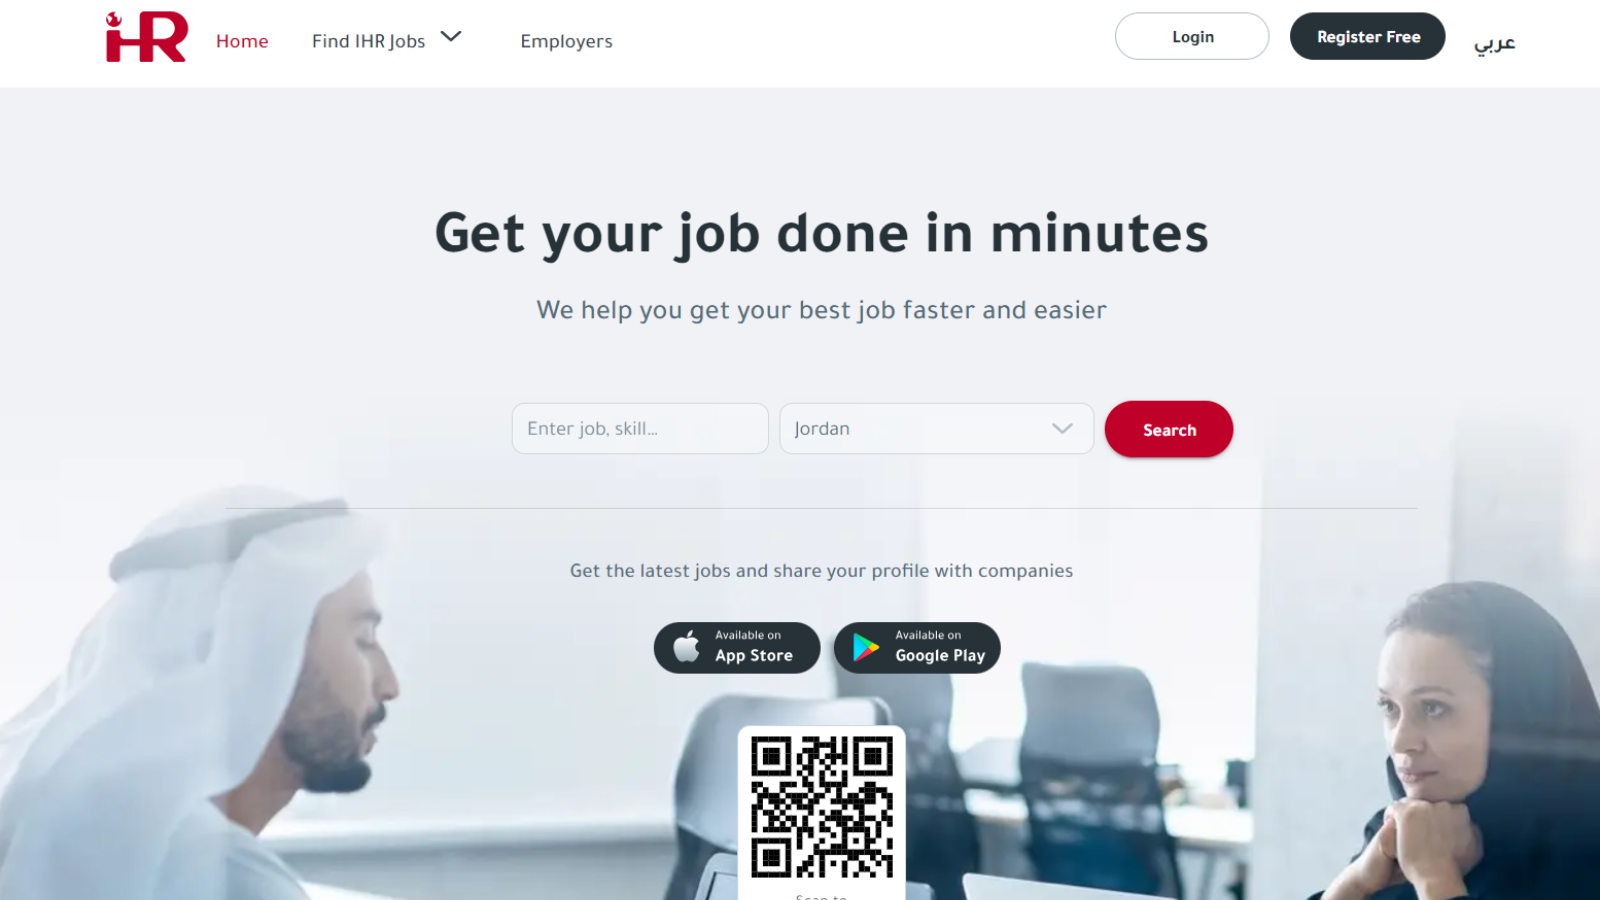 iHR
Home
Find IHR Jobs
Employers
Login
Register Free
عربي
Get your job done in minutes
We help you get your best job faster and easier
Enter job, skill...
Jordan
Search
Get the latest jobs and share your profile with companies
Available on
App Store
Available on
Google Play
Scan to